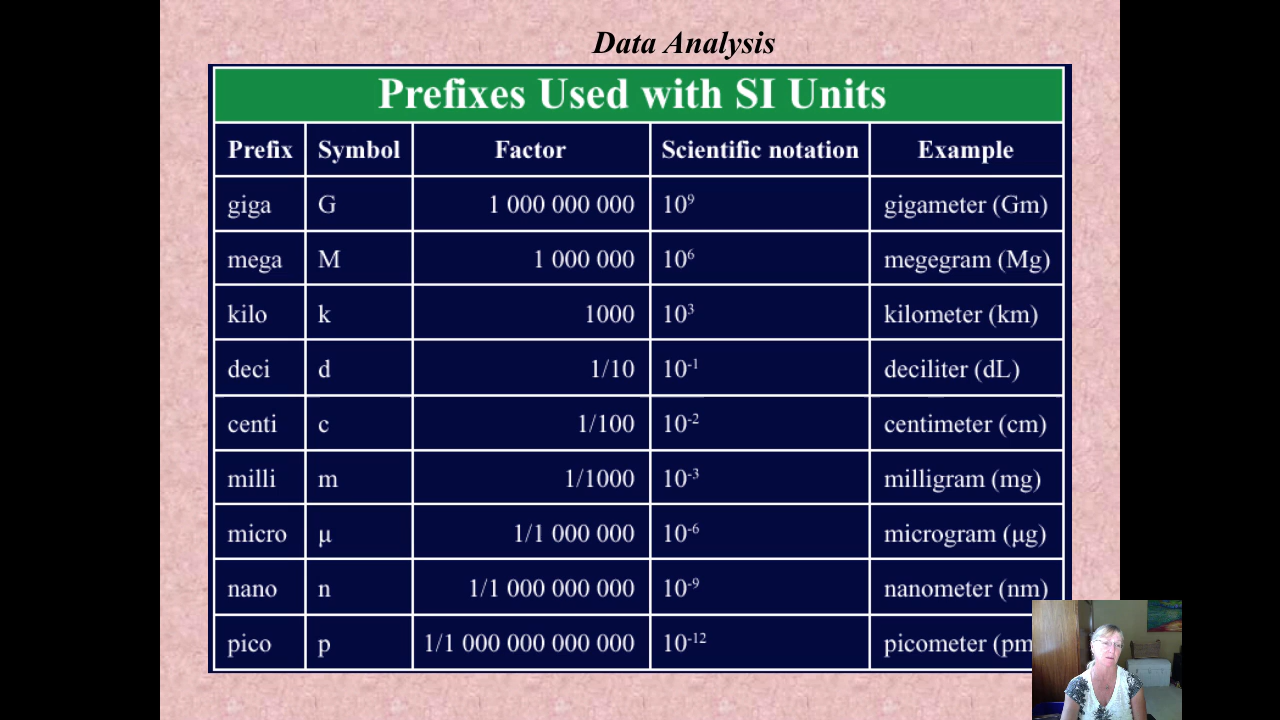 Data Analysis
Prefixes Used with SI Units
Prefix Symbol Factor Scientific notation Example
giga G 1 000 000 000 10⁹ gigameter (Gm)
mega M 1 000 000 10⁶ megegram (Mg)
kilo k 1000 10³ kilometer (km)
deci d 1/10 10⁻¹ deciliter (dL)
centi c 1/100 10⁻² centimeter (cm)
milli m 1/1000 10⁻³ milligram (mg)
micro μ 1/1 000 000 10⁻⁶ microgram (μg)
nano n 1/1 000 000 000 10⁻⁹ nanometer (nm)
pico p 1/1 000 000 000 000 10⁻¹² picometer (pm